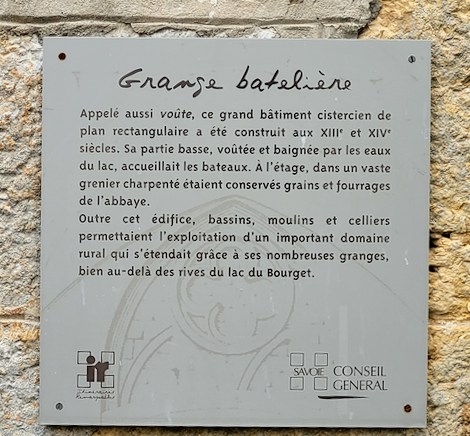 Grange batelière
Appelé aussi voûte, ce grand bâtiment cistercien de
plan rectangulaire a été construit aux XIIIᵉ et XIVᵉ
siècles. Sa partie basse, voûtée et baignée par les eaux
du lac, accueillait les bateaux. À l'étage, dans un vaste
grenier charpenté étaient conservés grains et fourrages
de l'abbaye.
Outre cet édifice, bassins, moulins et celliers
permettaient l'exploitation d'un important domaine
rural qui s'étendait grâce à ses nombreuses granges,
bien au-delà des rives du lac du Bourget.
ir
SAVOIE
CONSEIL
GENERAL